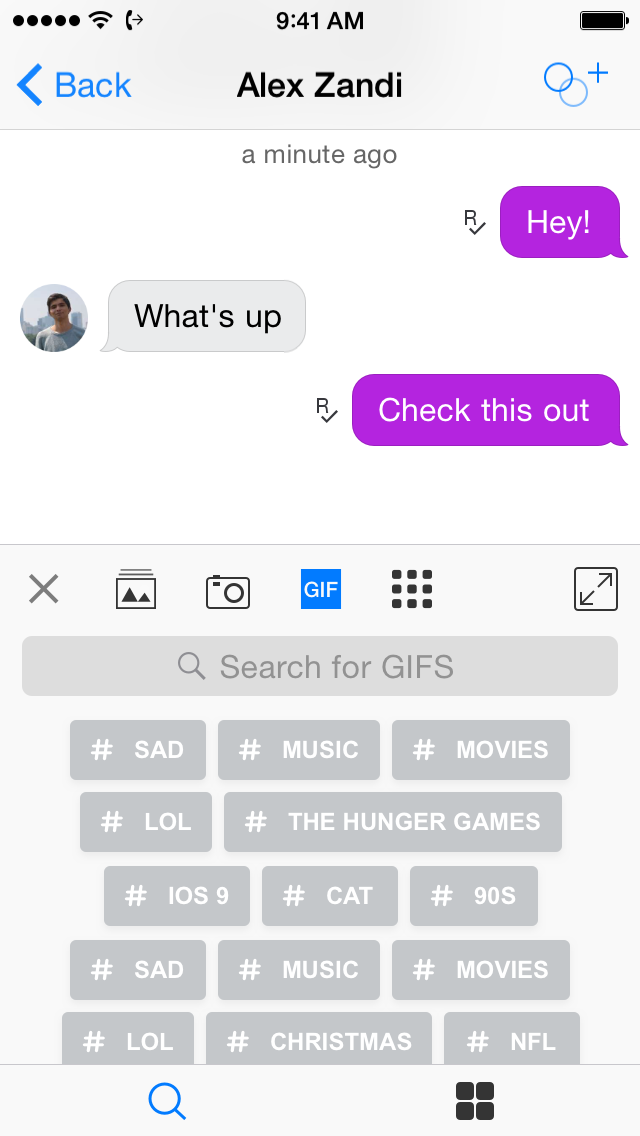 9:41 AM
Back Alex Zandi
a minute ago
R Hey!
What's up
R Check this out
GIF
Search for GIFS
# SAD # MUSIC # MOVIES
# LOL # THE HUNGER GAMES
# IOS 9 # CAT # 90S
# SAD # MUSIC # MOVIES
# LOL # CHRISTMAS # NFL